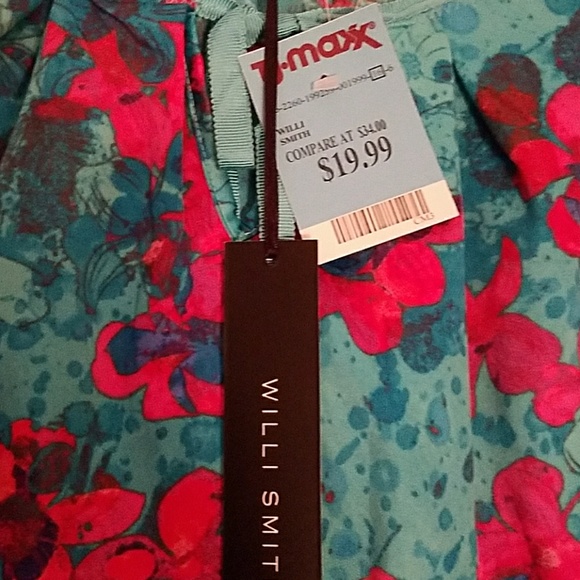 T.J.maxx
WILLI
SMITH
COMPARE AT $34.00
$19.99
WILLI SMIT